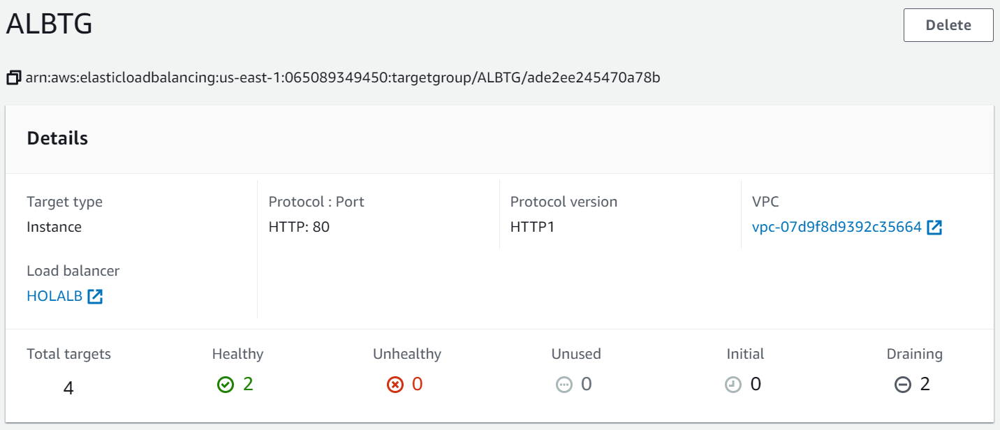 ALBTG
Delete
arn:aws:elasticloadbalancing:us-east-1:065089349450:targetgroup/ALBTG/ade2ee245470a78b
Details
Target type
Protocol : Port
Protocol version
VPC
Instance
HTTP: 80
HTTP1
vpc-07d9f8d9392c35664
Load balancer
HOLALB
Total targets
Healthy
Unhealthy
Unused
Initial
Draining
4
2
0
0
0
2